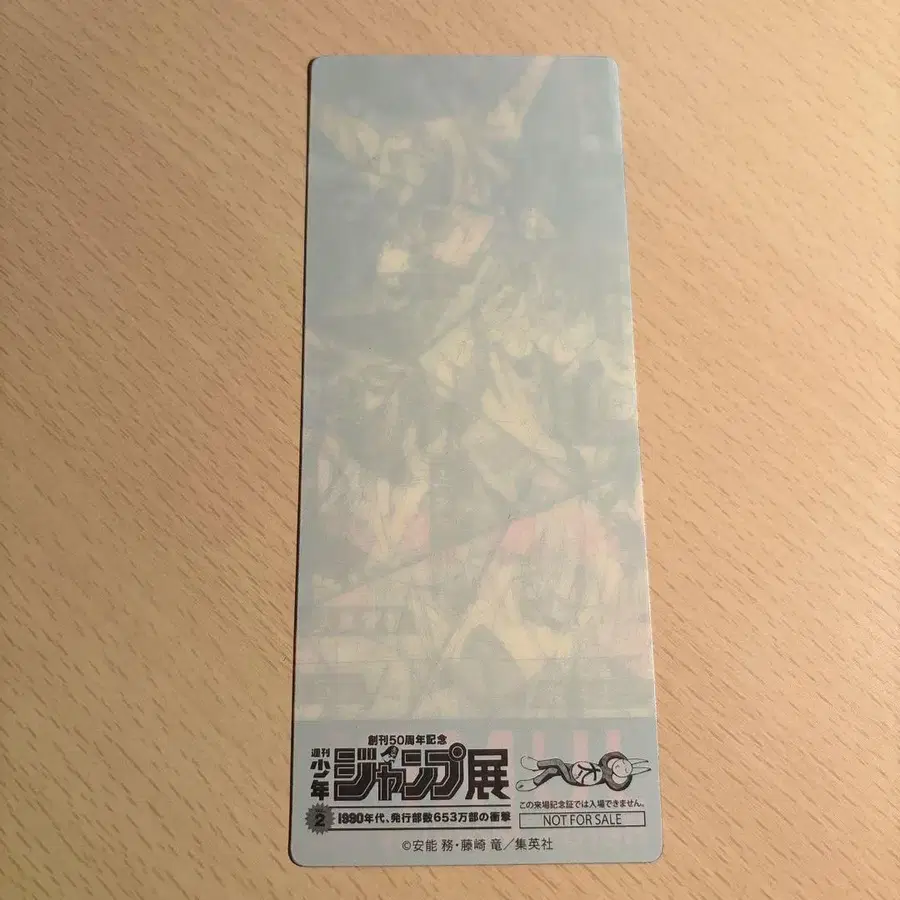 創刊50周年記念
週刊少年ジャンプ展
VOL.2 1990年代、発行部数653万部の衝撃
この来場記念証では入場できません。
NOT FOR SALE
©安能 務・藤崎 竜／集英社